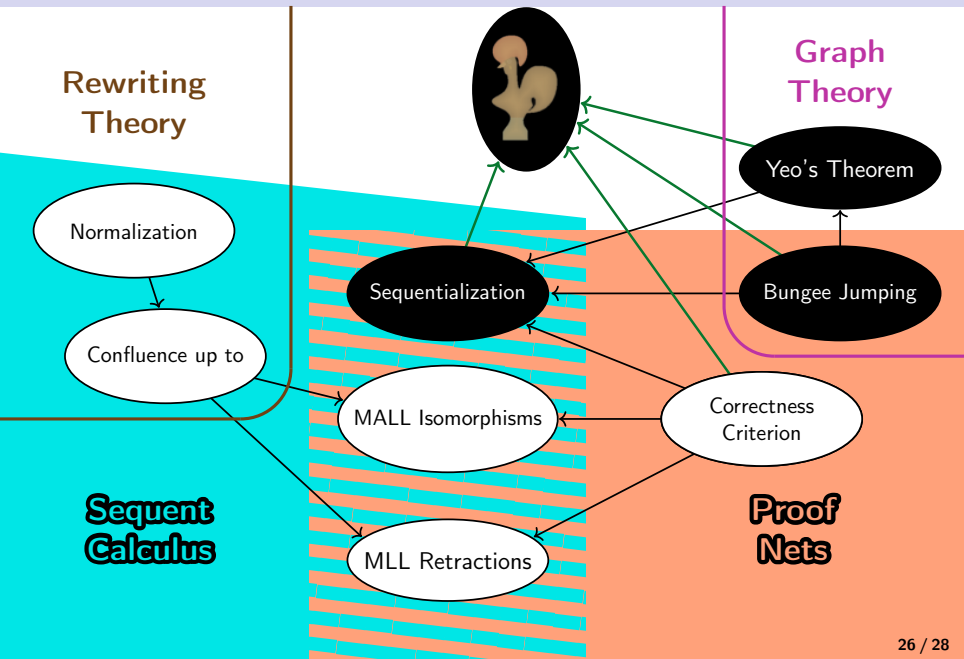 Rewriting
Theory
Graph
Theory
Yeo's Theorem
Normalization
Sequentialization
Bungee Jumping
Confluence up to
MALL Isomorphisms
Correctness
Criterion
Sequent
Calculus
Proof
Nets
MLL Retractions
26 / 28